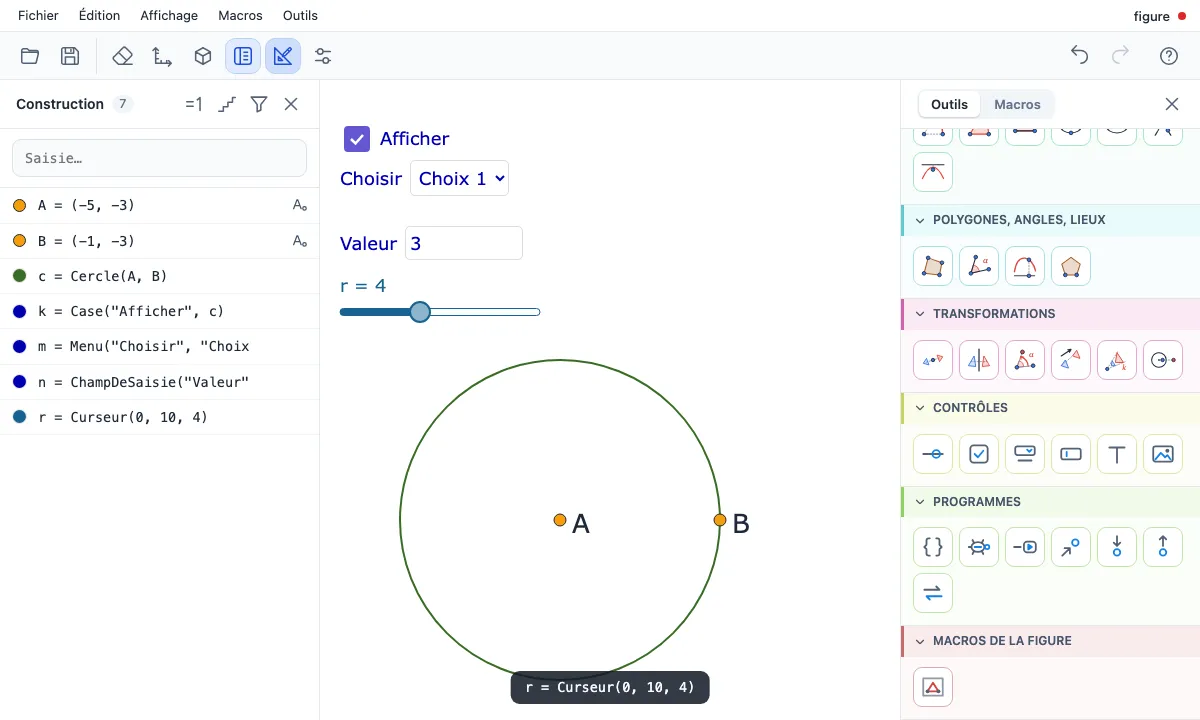 Fichier Édition Affichage Macros Outils figure
Construction 7 =1
Saisie…
A = (-5, -3)
B = (-1, -3)
c = Cercle(A, B)
k = Case("Afficher", c)
m = Menu("Choisir", "Choix
n = ChampDeSaisie("Valeur"
r = Curseur(0, 10, 4)
Afficher
Choisir Choix 1
Valeur 3
r = 4
A B
r = Curseur(0, 10, 4)
Outils Macros
POLYGONES, ANGLES, LIEUX
TRANSFORMATIONS
CONTRÔLES
PROGRAMMES
MACROS DE LA FIGURE